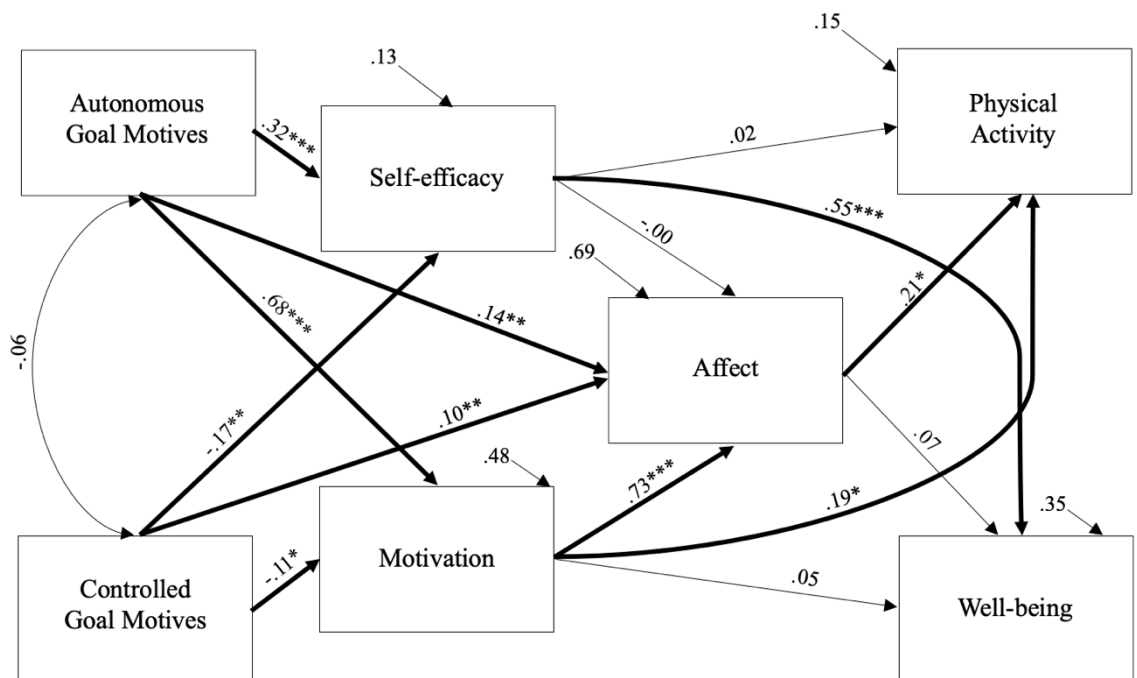 .15
.13
Autonomous
Goal Motives
Physical
Activity
.32***
.02
Self-efficacy
.55***
-.00
.69
.68***
.14**
.21*
-.06
Affect
.10**
-.17**
.07
.48
.73***
.19*
.35
Motivation
-.11*
.05
Controlled
Goal Motives
Well-being